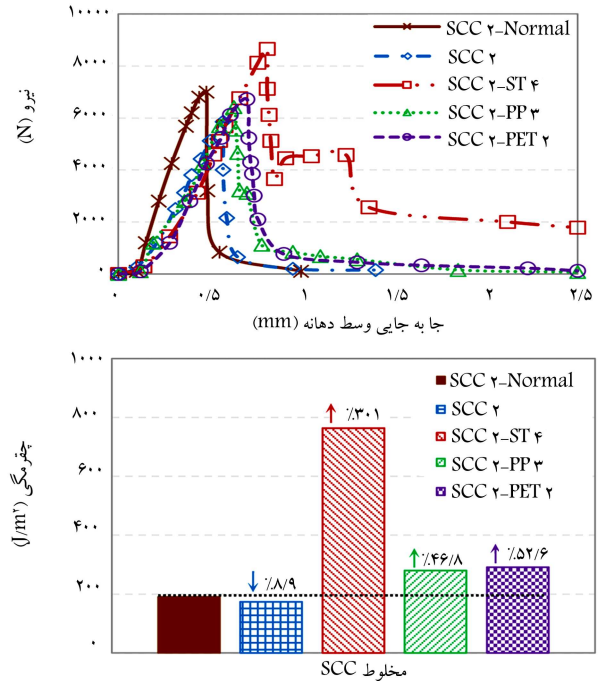 ۱۰۰۰۰
۸۰۰۰
۶۰۰۰
۴۰۰۰
۲۰۰۰
۰
نیرو (N)
SCC ۲-Normal
SCC ۲
SCC ۲-ST ۴
SCC ۲-PP ۳
SCC ۲-PET ۲
۰ ۰/۵ ۱ ۱/۵ ۲ ۲/۵
جا به جایی وسط دهانه (mm)
۱۰۰۰
۸۰۰
۶۰۰
۴۰۰
۲۰۰
۰
چقرمگی (J/m²)
SCC ۲-Normal
SCC ۲
SCC ۲-ST ۴
SCC ۲-PP ۳
SCC ۲-PET ۲
٪۳۰۱
٪۸/۹
٪۴۶/۸
٪۵۲/۶
مخلوط SCC